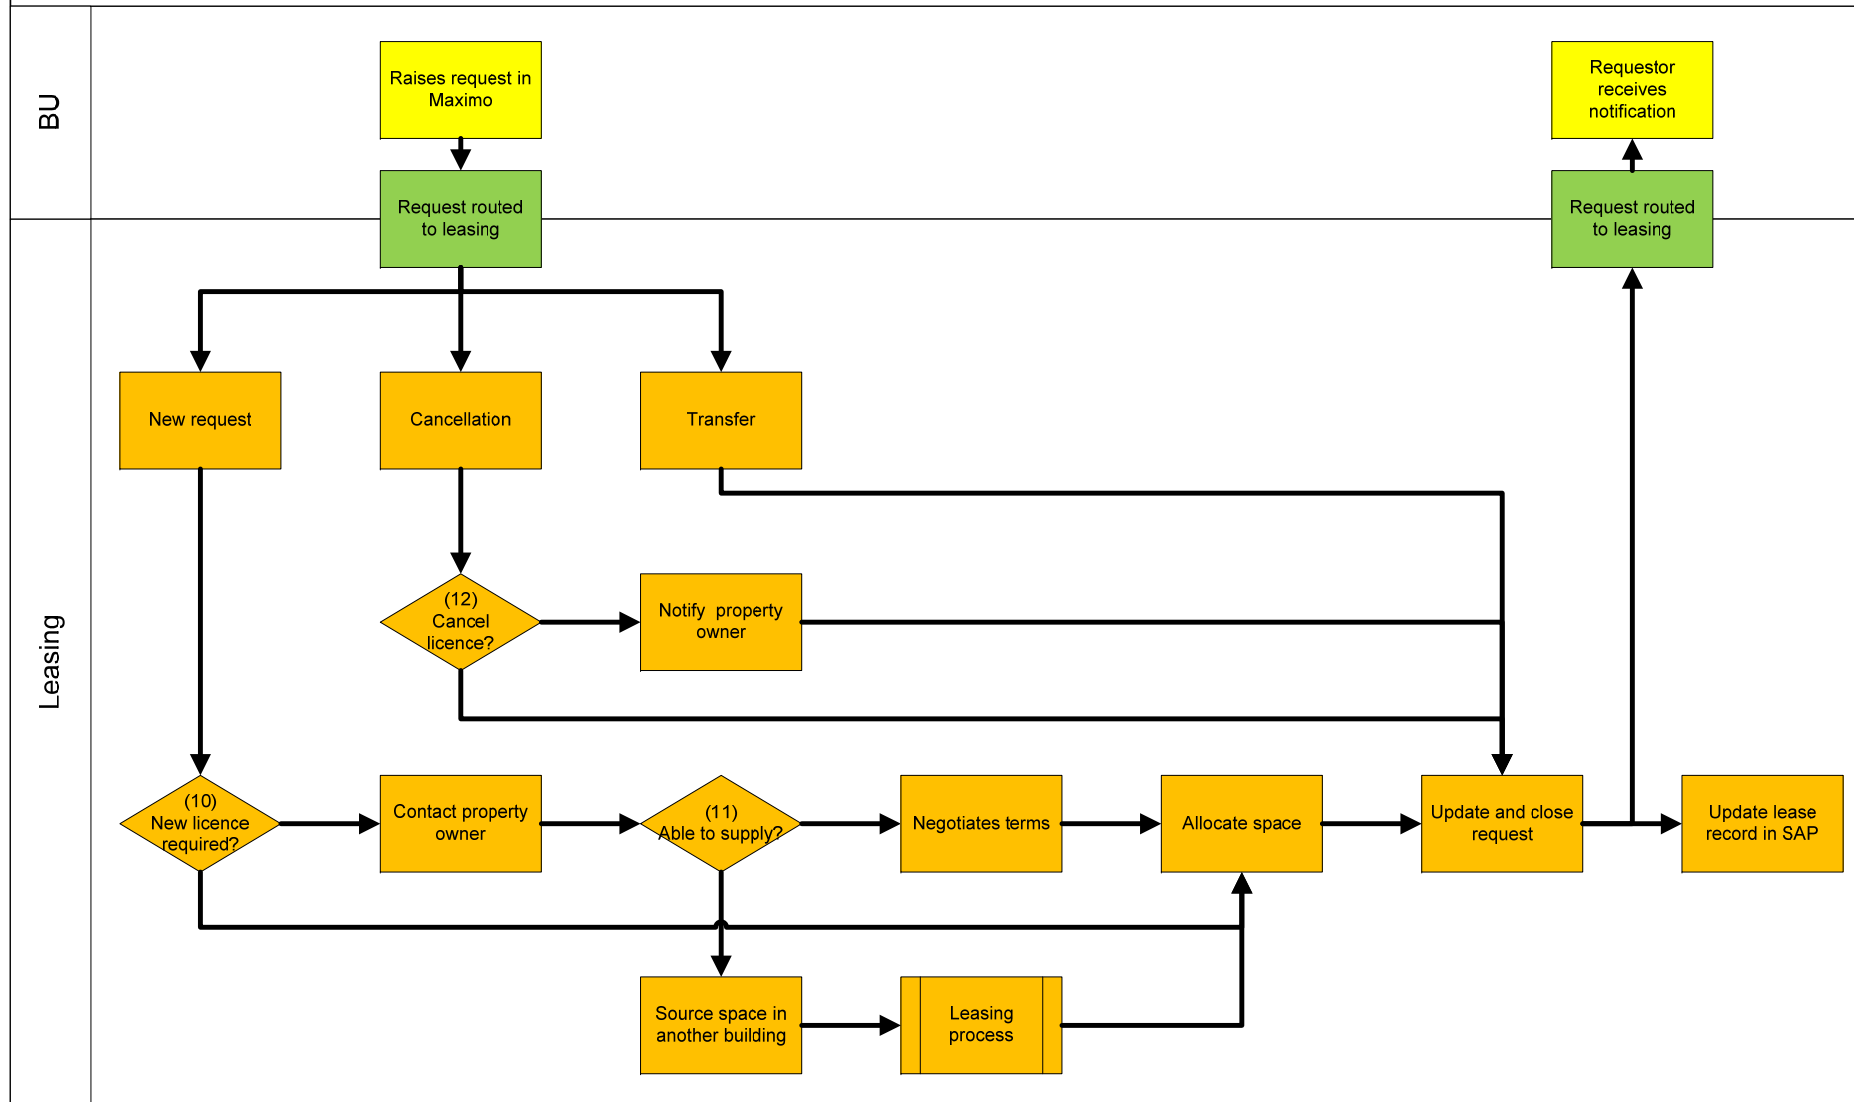 BU
Raises request in
Maximo
Requestor
receives
notification
Request routed
to leasing
Request routed
to leasing
Leasing
New request
Cancellation
Transfer
(12)
Cancel
licence?
Notify property
owner
(10)
New licence
required?
Contact property
owner
(11)
Able to supply?
Negotiates terms
Allocate space
Update and close
request
Update lease
record in SAP
Source space in
another building
Leasing
process